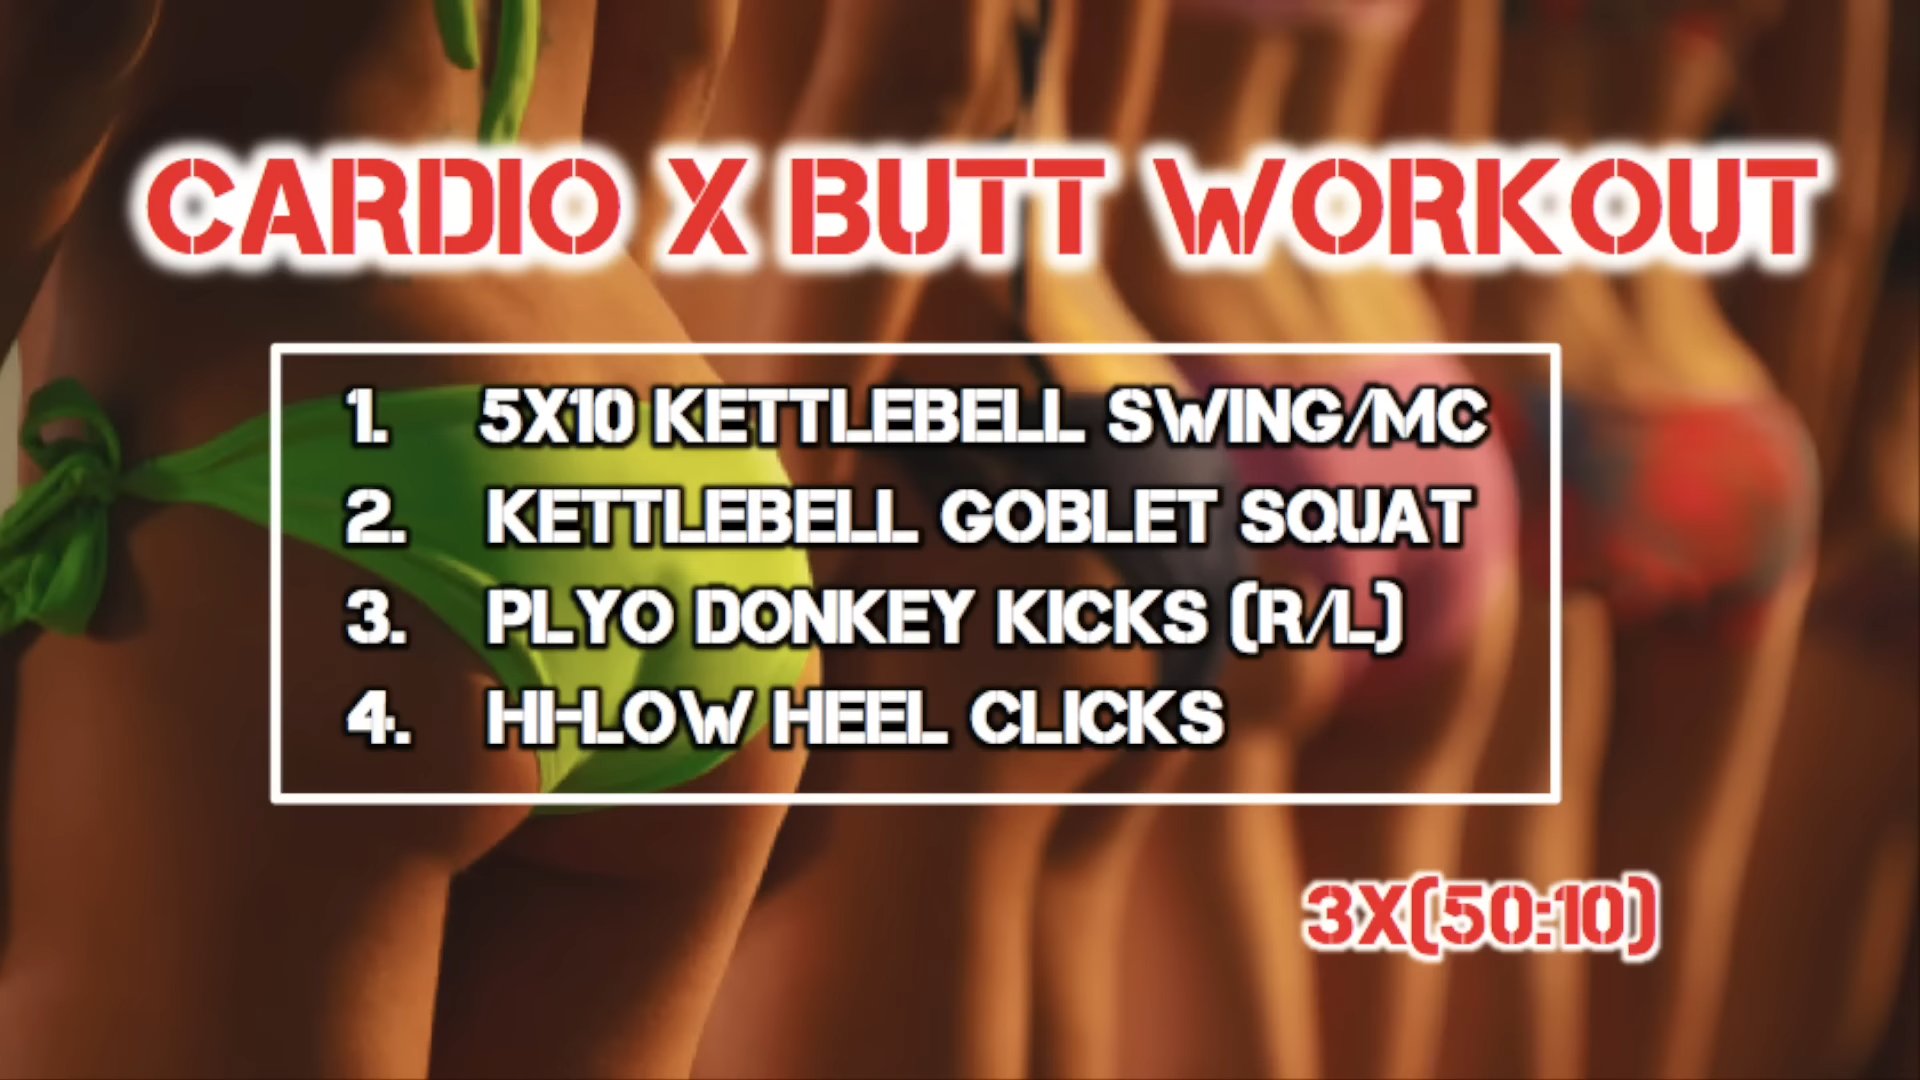 CARDIO X BUTT WORKOUT
1. 5X10 KETTLEBELL SWING/MC
2. KETTLEBELL GOBLET SQUAT
3. PLYO DONKEY KICKS (R/L)
4. HI-LOW HEEL CLICKS
3X(50:10)